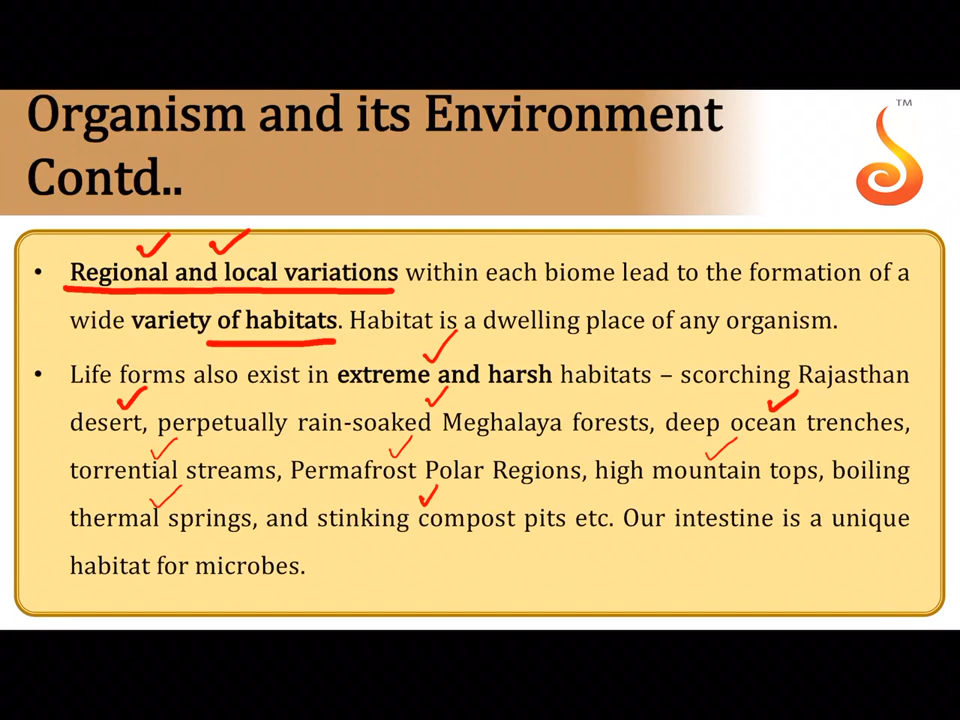 Organism and its Environment
Contd..
TM
• Regional and local variations within each biome lead to the formation of a
wide variety of habitats. Habitat is a dwelling place of any organism.
• Life forms also exist in extreme and harsh habitats – scorching Rajasthan
desert, perpetually rain-soaked Meghalaya forests, deep ocean trenches,
torrential streams, Permafrost Polar Regions, high mountain tops, boiling
thermal springs, and stinking compost pits etc. Our intestine is a unique
habitat for microbes.